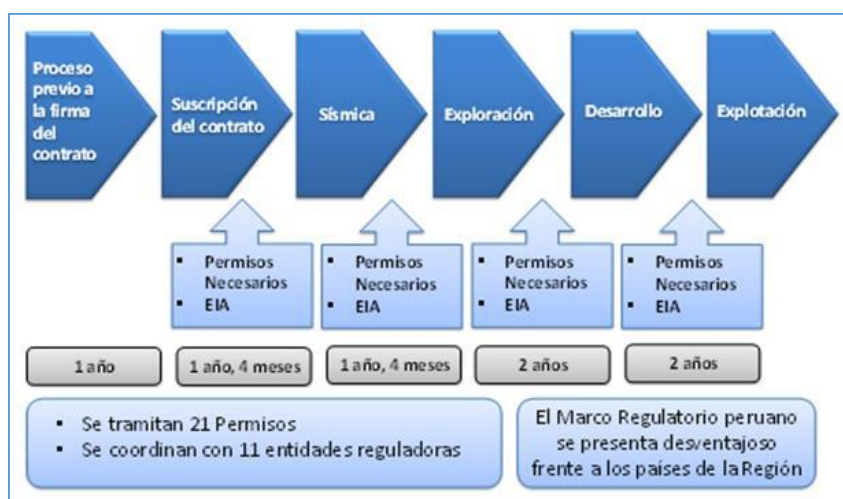 Proceso
previo a
la firma
del
contrato
Suscripción
del contrato
Sísmica
Exploración
Desarrollo
Explotación
▪ Permisos
Necesarios
▪ EIA
▪ Permisos
Necesarios
▪ EIA
▪ Permisos
Necesarios
▪ EIA
▪ Permisos
Necesarios
▪ EIA
1 año
1 año, 4 meses
1 año, 4 meses
2 años
2 años
▪ Se tramitan 21 Permisos
▪ Se coordinan con 11 entidades reguladoras
El Marco Regulatorio peruano
se presenta desventajoso
frente a los países de la Región